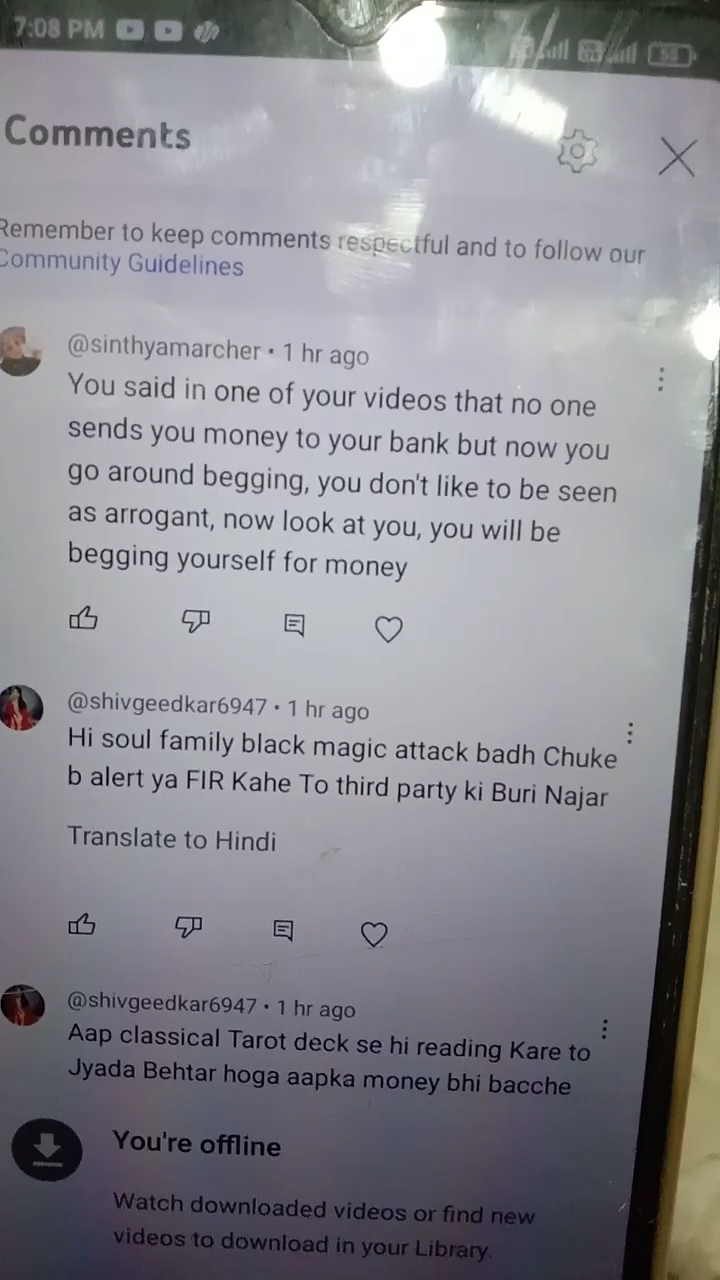 7:08 PM
58
Comments
Remember to keep comments respectful and to follow our
Community Guidelines
@sinthyamarcher • 1 hr ago
You said in one of your videos that no one
sends you money to your bank but now you
go around begging, you don't like to be seen
as arrogant, now look at you, you will be
begging yourself for money
@shivgeedkar6947 • 1 hr ago
Hi soul family black magic attack badh Chuke
b alert ya FIR Kahe To third party ki Buri Najar
Translate to Hindi
@shivgeedkar6947 • 1 hr ago
Aap classical Tarot deck se hi reading Kare to
Jyada Behtar hoga aapka money bhi bacche
You're offline
Watch downloaded videos or find new
videos to download in your Library.